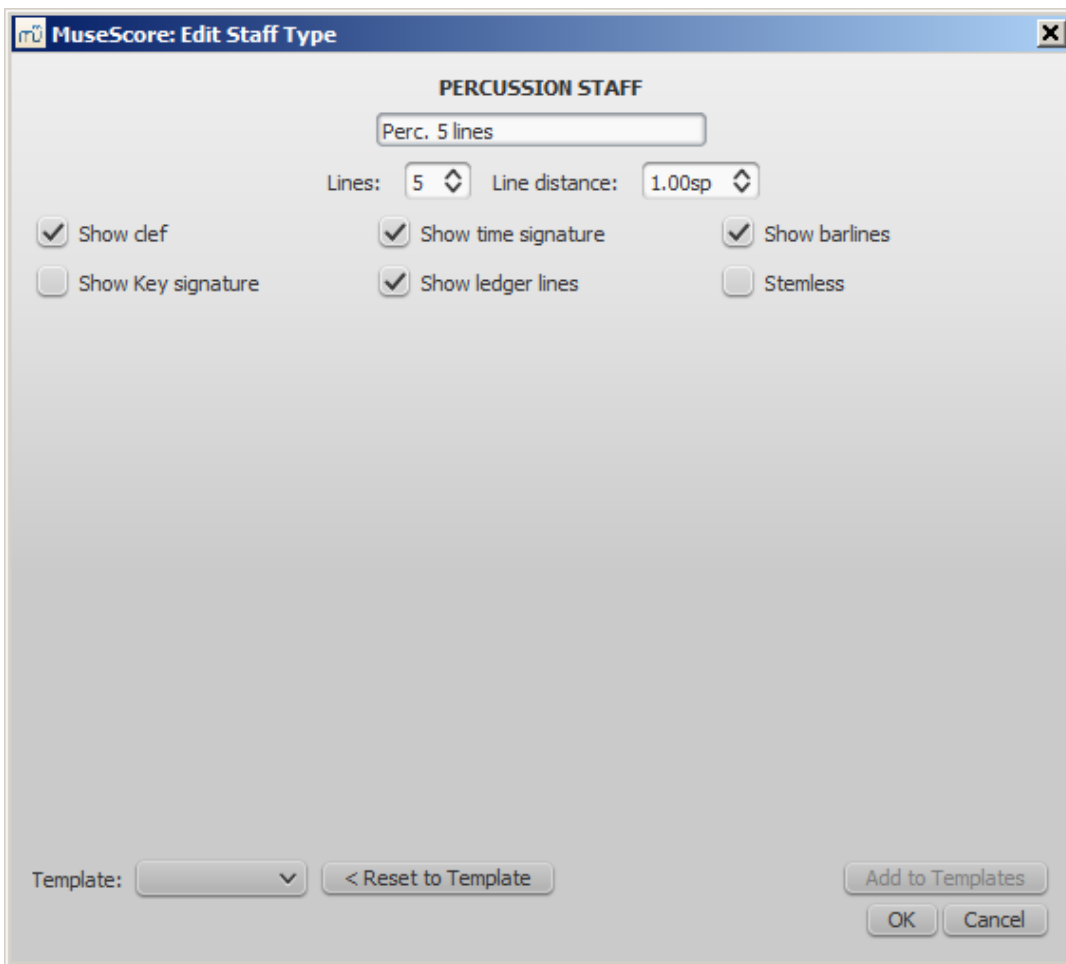 mű MuseScore: Edit Staff Type
PERCUSSION STAFF
Perc. 5 lines
Lines: 5 Line distance: 1.00sp
Show clef Show time signature Show barlines
Show Key signature Show ledger lines Stemless
Template: < Reset to Template Add to Templates
OK Cancel